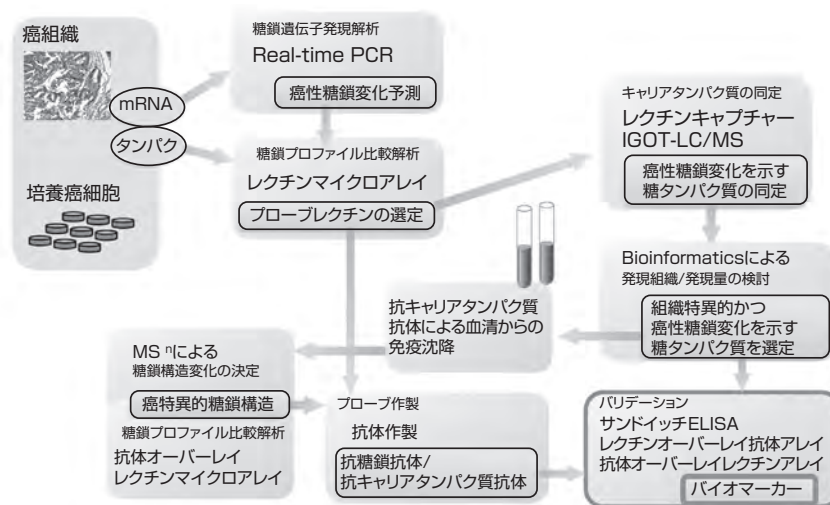 癌組織
mRNA
タンパク
培養癌細胞
糖鎖遺伝子発現解析
Real-time PCR
癌性糖鎖変化予測
糖鎖プロファイル比較解析
レクチンマイクロアレイ
プローブレクチンの選定
キャリアタンパク質の同定
レクチンキャプチャー
IGOT-LC/MS
癌性糖鎖変化を示す
糖タンパク質の同定
Bioinformaticsによる
発現組織/発現量の検討
組織特異的かつ
癌性糖鎖変化を示す
糖タンパク質を選定
抗キャリアタンパク質
抗体による血清からの
免疫沈降
MS nによる
糖鎖構造変化の決定
癌特異的糖鎖構造
糖鎖プロファイル比較解析
抗体オーバーレイ
レクチンマイクロアレイ
プローブ作製
抗体作製
抗糖鎖抗体/
抗キャリアタンパク質抗体
バリデーション
サンドイッチELISA
レクチンオーバーレイ抗体アレイ
抗体オーバーレイレクチンアレイ
バイオマーカー